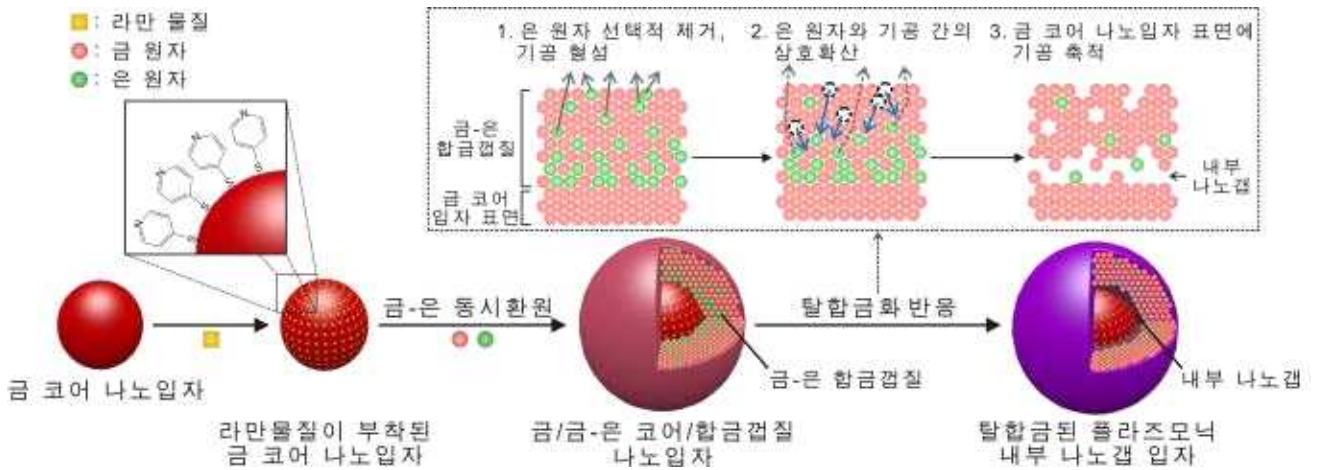 : 라만 물질
: 금 원자
: 은 원자
N
N
N
N
S
S
S
S
1. 은 원자 선택적 제거,
기공 형성
2. 은 원자와 기공 간의
상호확산
3. 금 코어 나노입자 표면에
기공 축적
금-은
합금껍질
금 코어
입자 표면
내부
나노갭
금-은 동시환원
탈합금화 반응
금-은 합금껍질
내부 나노갭
금 코어 나노입자
라만물질이 부착된
금 코어 나노입자
금/금-은 코어/합금껍질
나노입자
탈합금된 플라즈모닉
내부 나노갭 입자